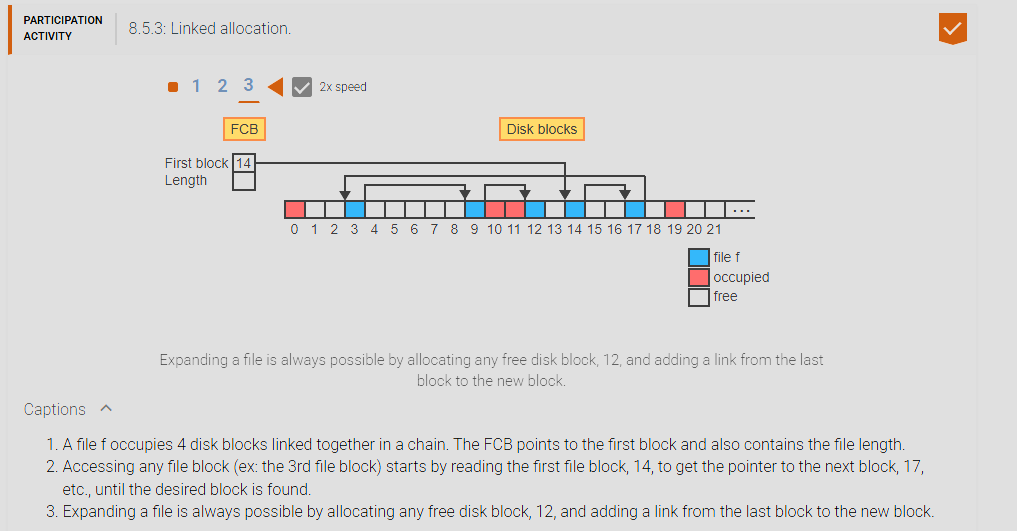 PARTICIPATION
ACTIVITY
8.5.3: Linked allocation.
1 2 3 2x speed
FCB Disk blocks
First block 14
Length
...
0 1 2 3 4 5 6 7 8 9 10 11 12 13 14 15 16 17 18 19 20 21
file f
occupied
free
Expanding a file is always possible by allocating any free disk block, 12, and adding a link from the last
block to the new block.
Captions
1. A file f occupies 4 disk blocks linked together in a chain. The FCB points to the first block and also contains the file length.
2. Accessing any file block (ex: the 3rd file block) starts by reading the first file block, 14, to get the pointer to the next block, 17,
etc., until the desired block is found.
3. Expanding a file is always possible by allocating any free disk block, 12, and adding a link from the last block to the new block.